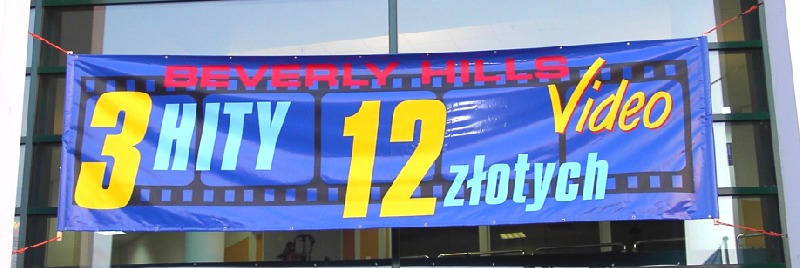 BEVERLY HILLS Video
3 HITY 12 złotych